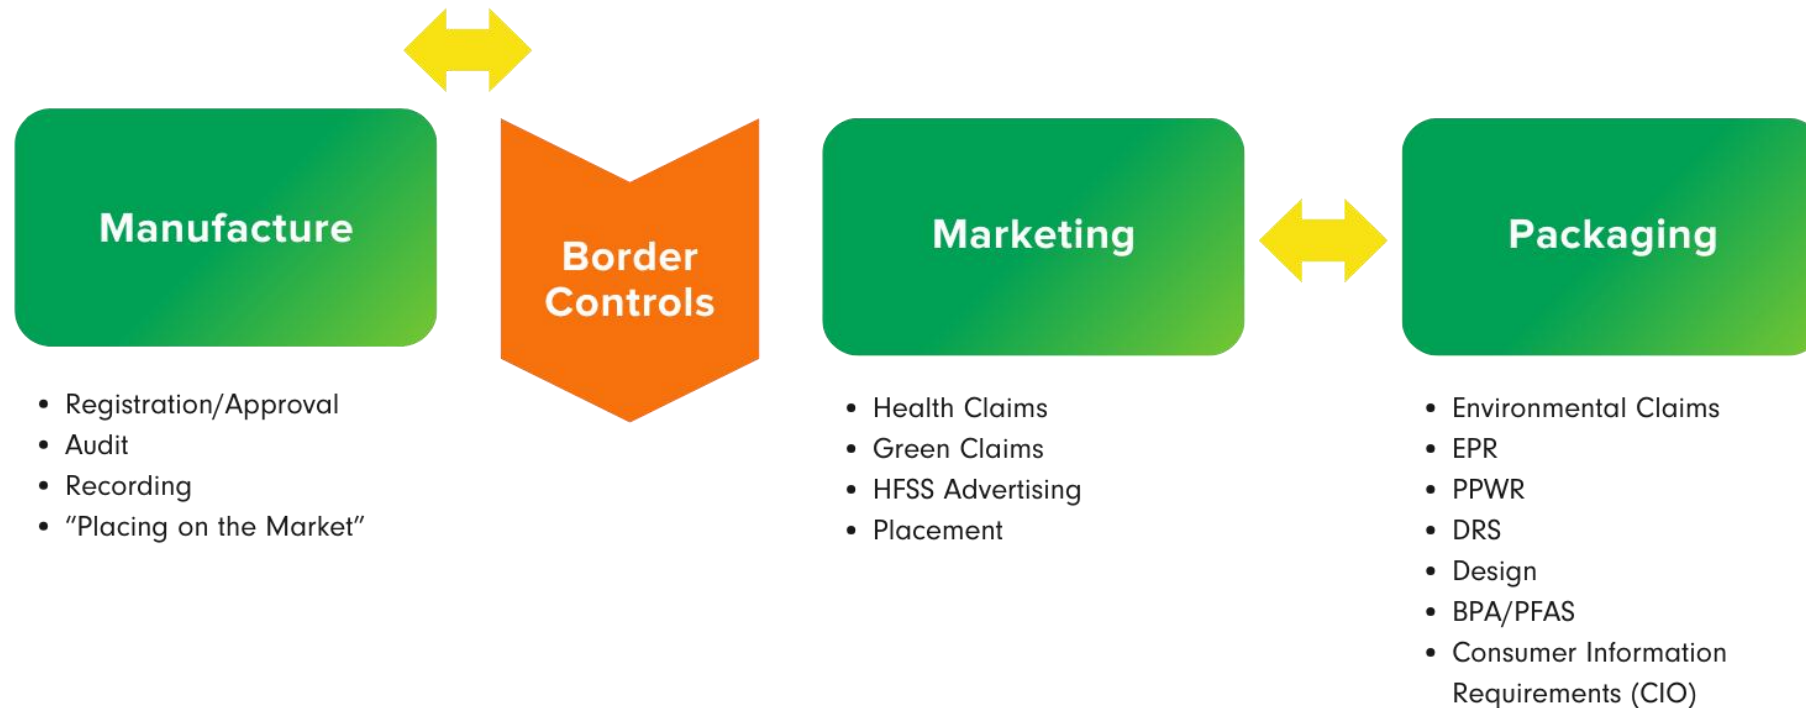 Manufacture
• Registration/Approval
• Audit
• Recording
• “Placing on the Market”
Border
Controls
Marketing
• Health Claims
• Green Claims
• HFSS Advertising
• Placement
Packaging
• Environmental Claims
• EPR
• PPWR
• DRS
• Design
• BPA/PFAS
• Consumer Information
Requirements (CIO)